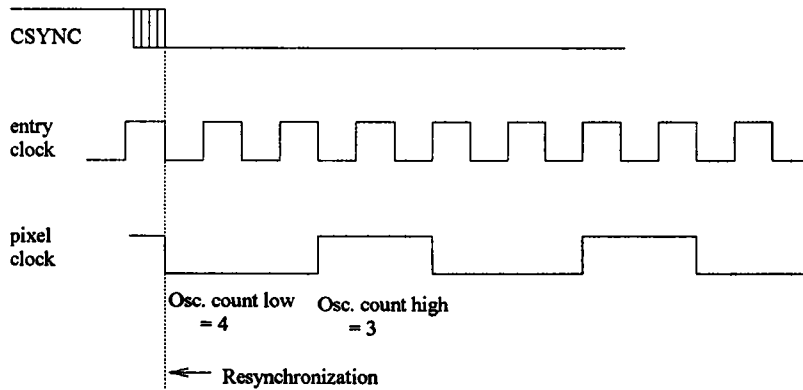 CSYNC
entry
clock
pixel
clock
Osc. count low
= 4
Osc. count high
= 3
Resynchronization